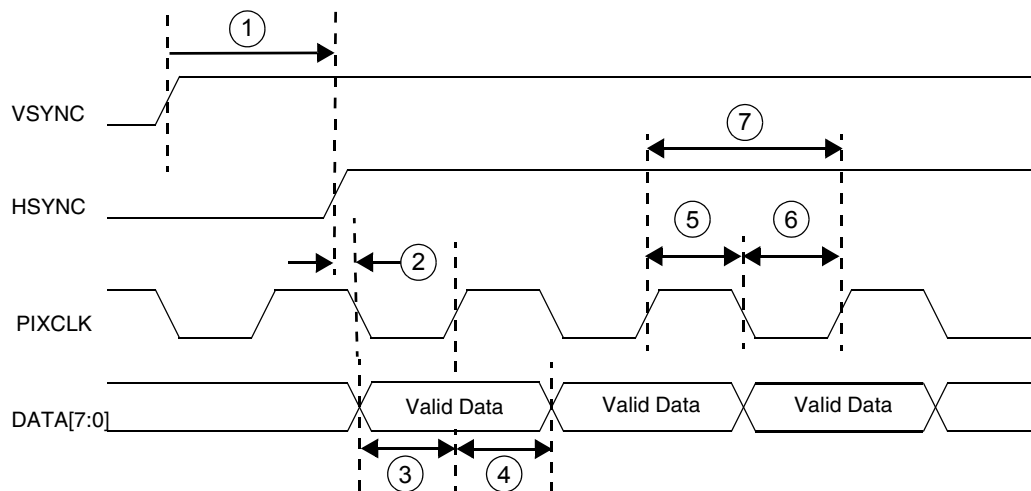 1
VSYNC
7
HSYNC
5
6
2
PIXCLK
DATA[7:0]
Valid Data
Valid Data
Valid Data
3
4